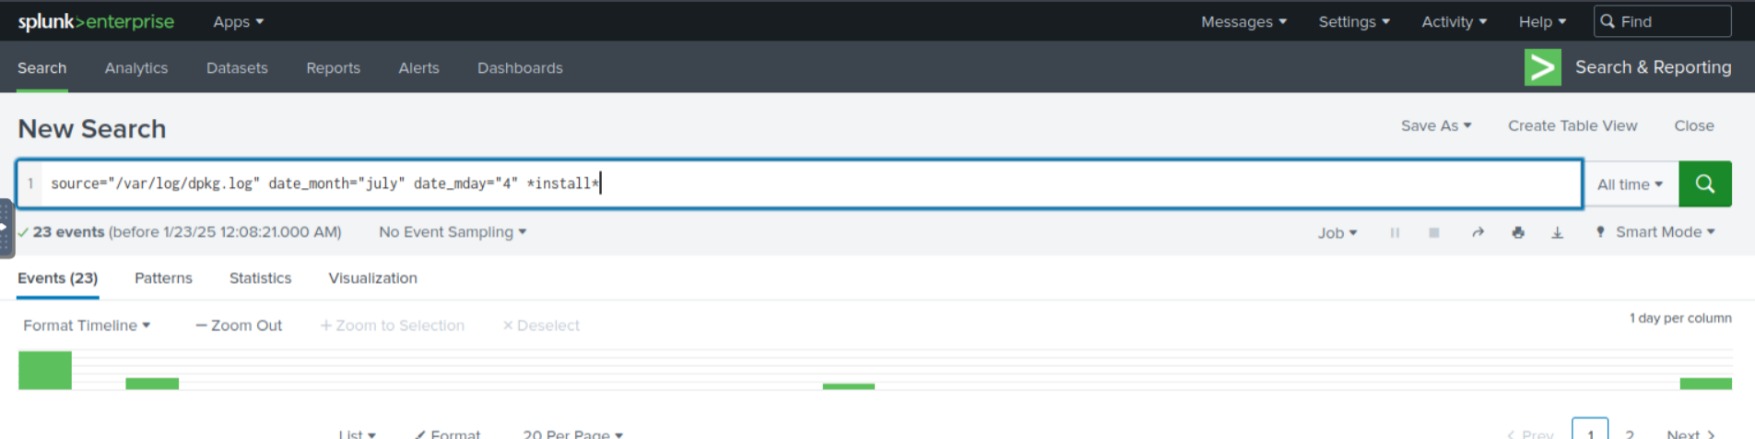 splunk>enterprise Apps Messages Settings Activity Help Find
Search Analytics Datasets Reports Alerts Dashboards Search & Reporting
New Search Save As Create Table View Close
1 source="/var/log/dpkg.log" date_month="july" date_mday="4" *install* All time
✓ 23 events (before 1/23/25 12:08:21.000 AM) No Event Sampling Job Smart Mode
Events (23) Patterns Statistics Visualization
Format Timeline — Zoom Out + Zoom to Selection × Deselect 1 day per column
List Format 20 Per Page < Prev 1 2 Next >